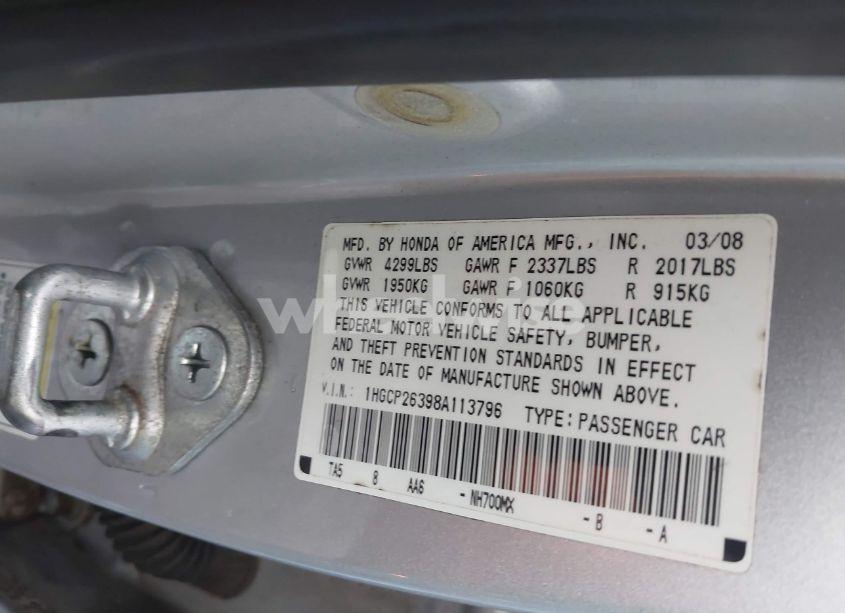 MFD. BY HONDA OF AMERICA MFG., INC. 03/08
GVWR 4299LBS GAWR F 2337LBS R 2017LBS
GVWR 1950KG GAWR F 1060KG R 915KG
THIS VEHICLE CONFORMS TO ALL APPLICABLE
FEDERAL MOTOR VEHICLE SAFETY, BUMPER,
AND THEFT PREVENTION STANDARDS IN EFFECT
ON THE DATE OF MANUFACTURE SHOWN ABOVE.
V.I.N.: 1HGCP26398A113796 TYPE: PASSENGER CAR
TA5 8 AA6 - NH700MX - B - A